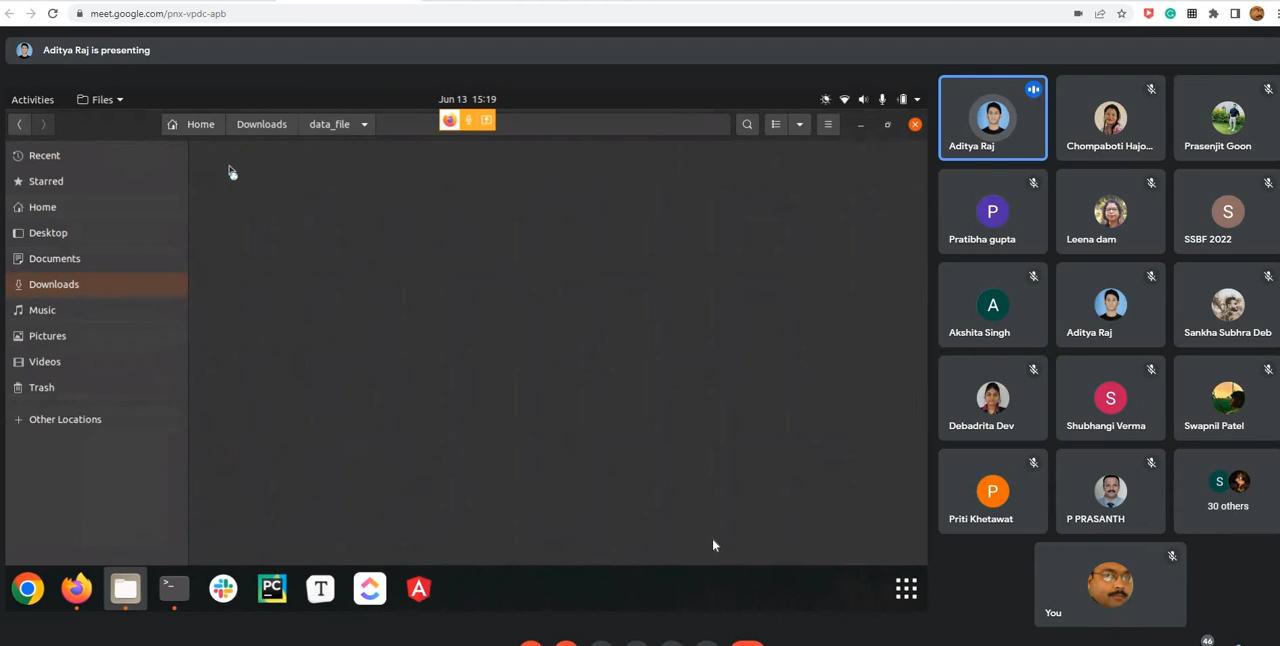 meet.google.com/pnx-vpdc-apb
Aditya Raj is presenting
Activities
Files
Jun 13 15:19
Home
Downloads
data_file
Recent
Starred
Home
Desktop
Documents
Downloads
Music
Pictures
Videos
Trash
+ Other Locations
>_
PC
T
A
Aditya Raj
Chompaboti Hajo...
Prasenjit Goon
P
Pratibha gupta
Leena dam
S
SSBF 2022
A
Akshita Singh
Aditya Raj
Sankha Subhra Deb
Debadrita Dev
S
Shubhangi Verma
Swapnil Patel
P
Priti Khetawat
P PRASANTH
S
30 others
You
46